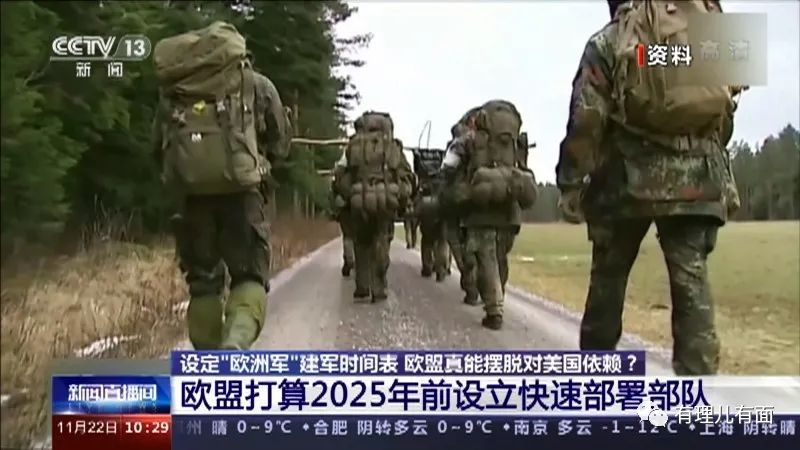 CCTV 13
新闻
资料
高清
设定"欧洲军"建军时间表 欧盟真能摆脱对美国依赖？
新闻直播间
欧盟打算2025年前设立快速部署部队
11月22日 10:29
晴 0~9℃ 合肥 阴转多云 0~9℃ 南京 多云 -1~12℃ 上海 阴转
有理儿有面